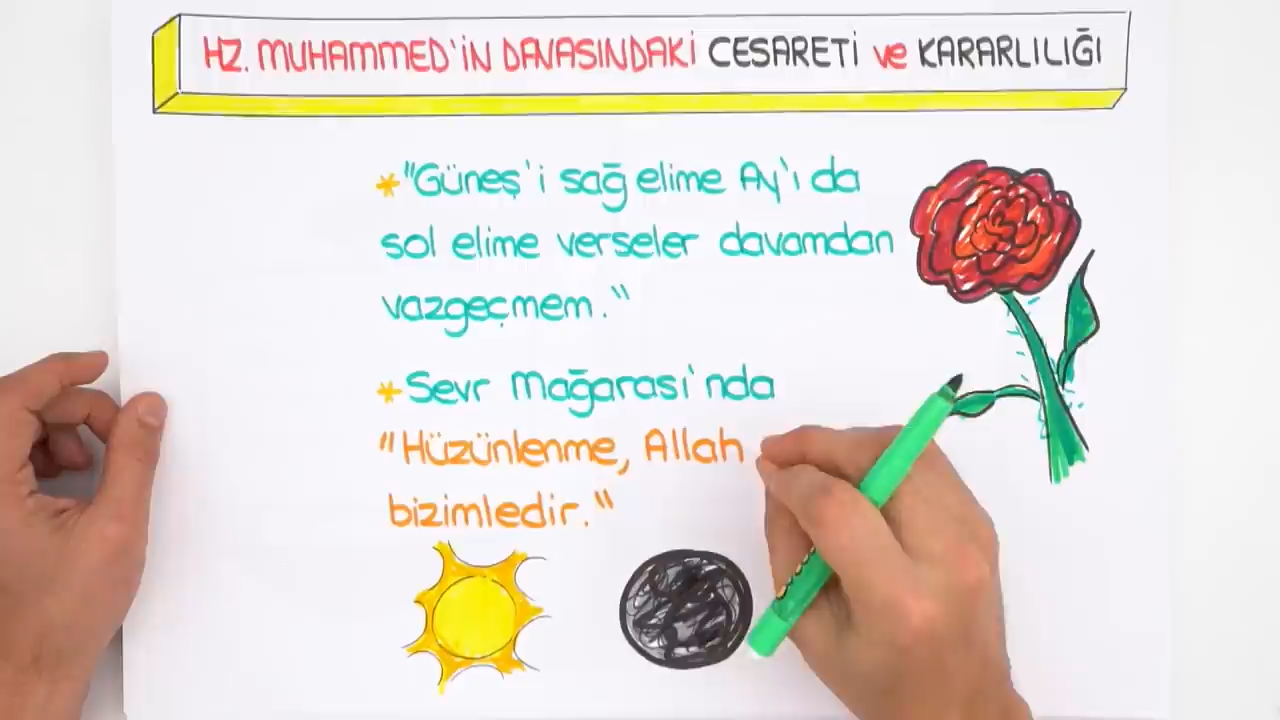 HZ. MUHAMMED'İN DAVASINDAKİ CESARETİ ve KARARLILIĞI
*"Güneş'i sağ elime Ay'ı da
sol elime verseler davamdan
vazgeçmem."
*Sevr Mağarası'nda
"Hüzünlenme, Allah
bizimledir."